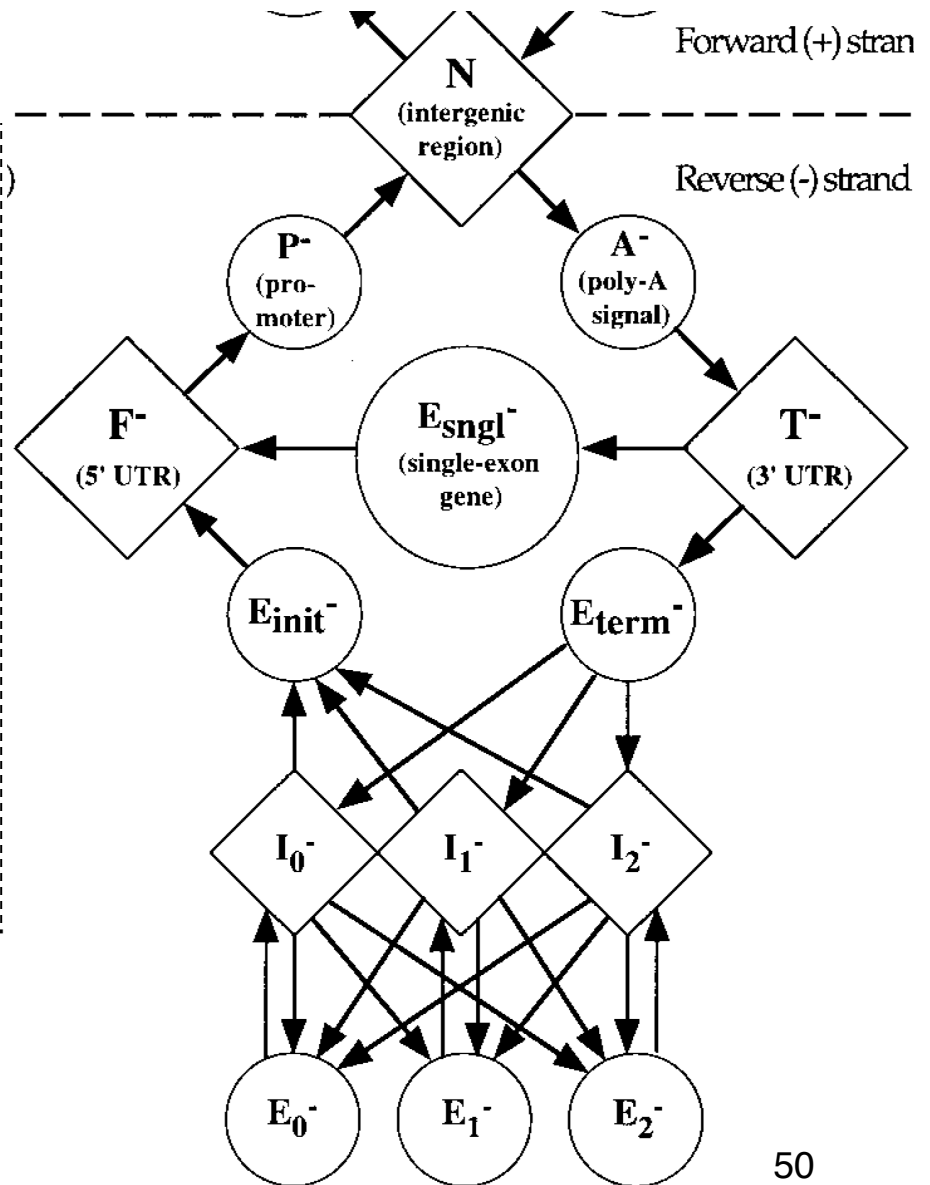 Forward (+) stran
N
(intergenic
region)
)
Reverse (-) strand
P-
(pro-
moter)
A-
(poly-A
signal)
F-
(5' UTR)
Esngl-
(single-exon
gene)
T-
(3' UTR)
Einit-
Eterm-
I0-
I1-
I2-
E0-
E1-
E2-
50